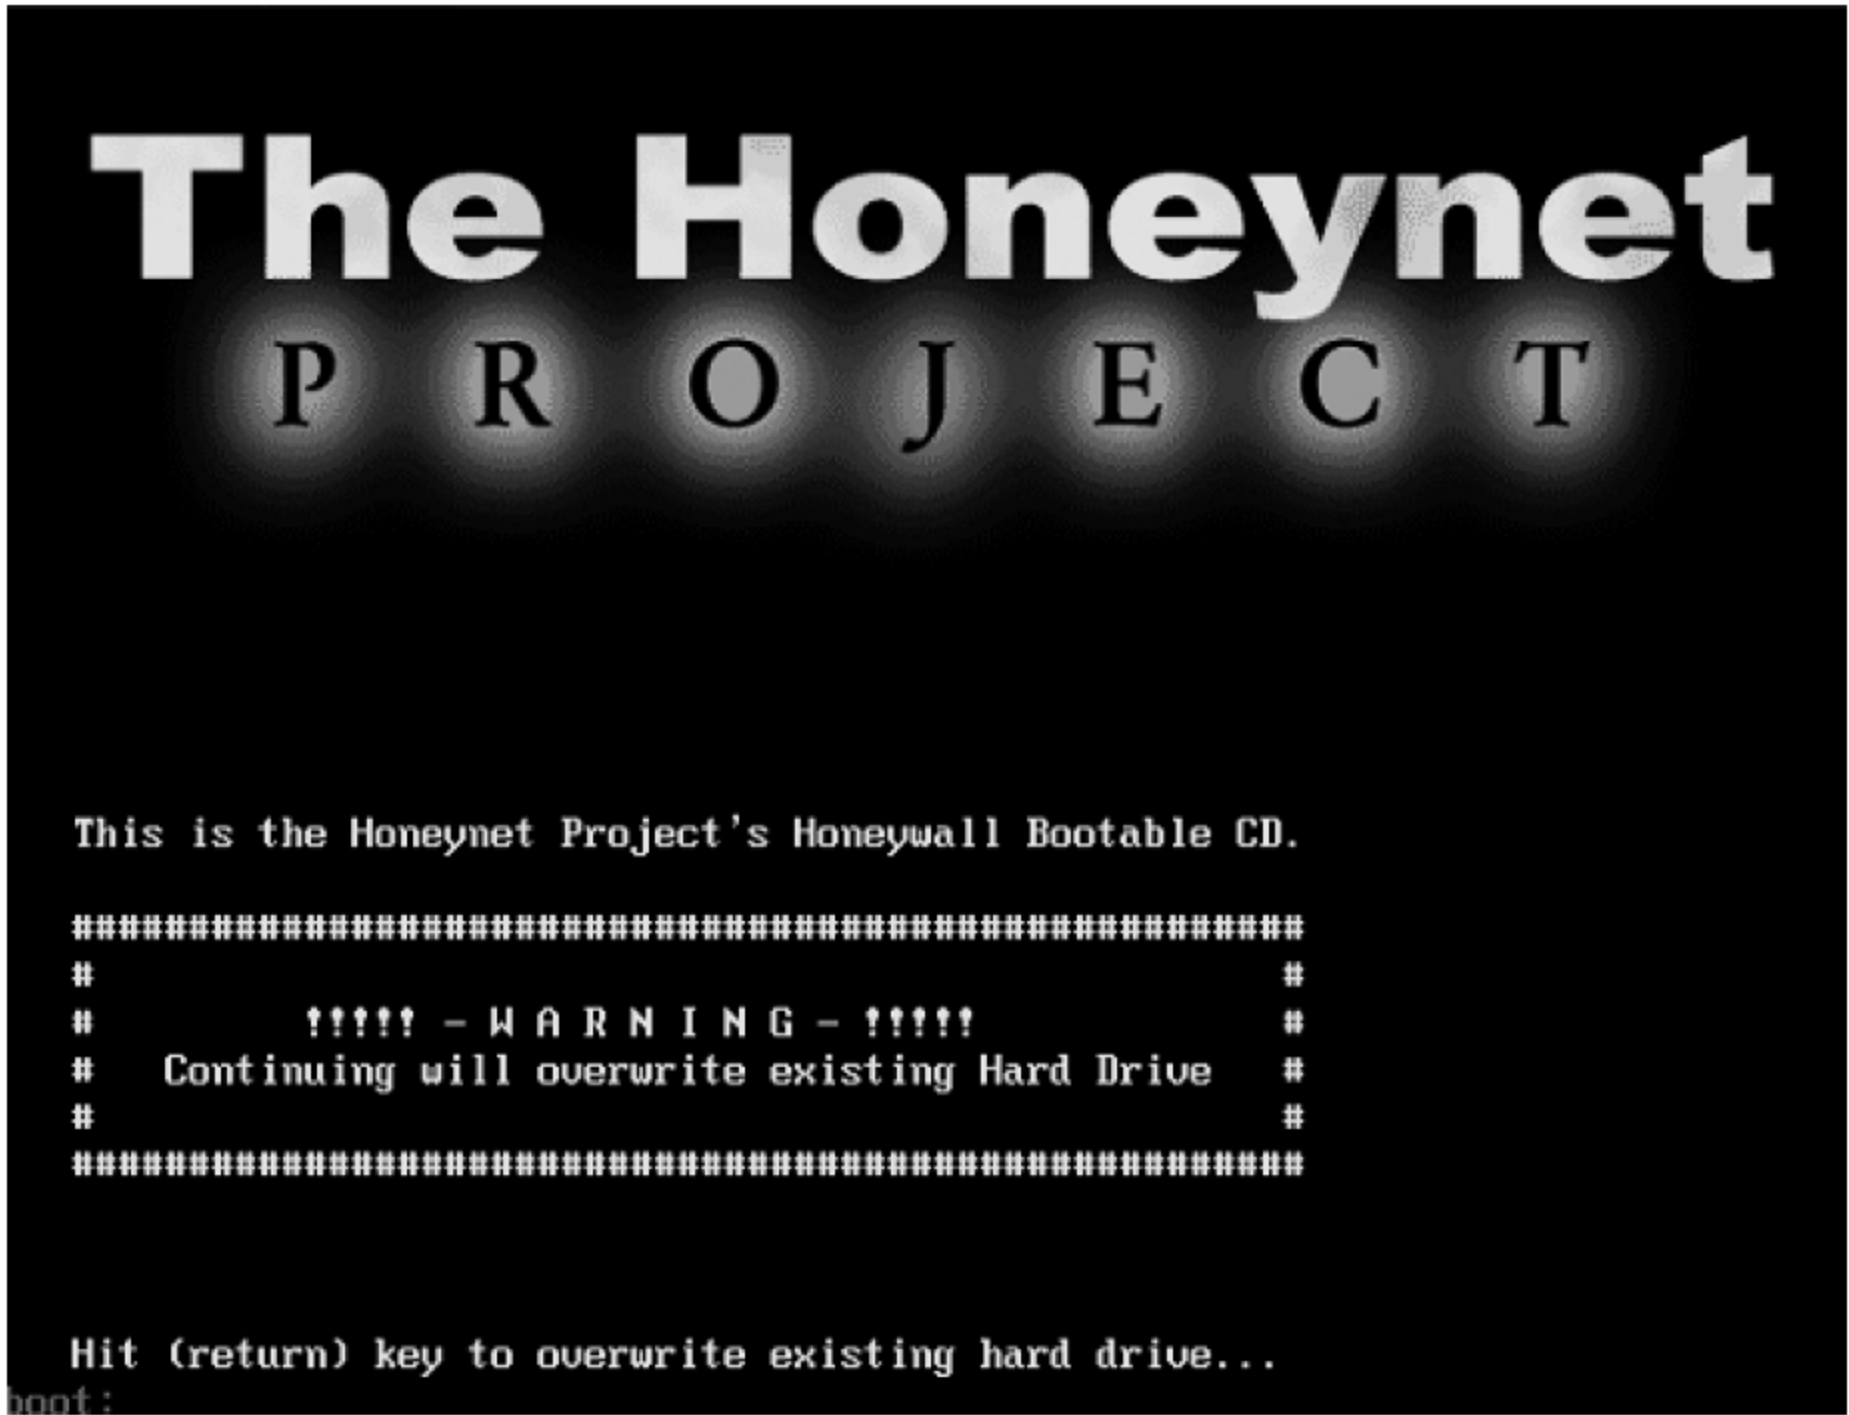 The Honeynet
PROJECT
This is the Honeynet Project's Honeywall Bootable CD.
#####################################################
# #
# !!!!! - W A R N I N G - !!!!! #
# Continuing will overwrite existing Hard Drive #
# #
#####################################################
Hit (return) key to overwrite existing hard drive...
boot: